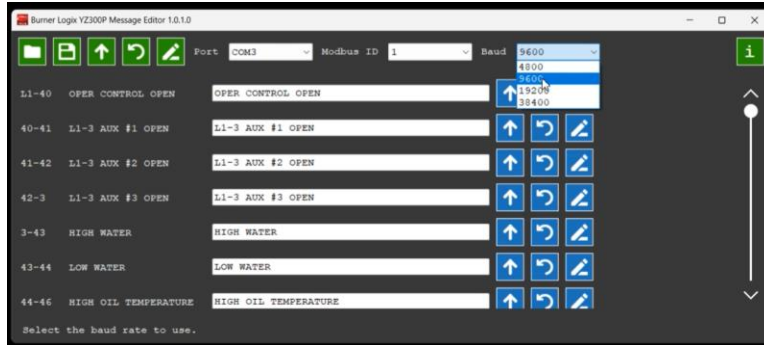 Burner Logix YZ300P Message Editor 1.0.1.0
Port COM3 Modbus ID 1 Baud 9600 i
4800
9600
19200
38400
L1-40 OPER CONTROL OPEN OPER CONTROL OPEN
40-41 L1-3 AUX #1 OPEN L1-3 AUX #1 OPEN
41-42 L1-3 AUX #2 OPEN L1-3 AUX #2 OPEN
42-3 L1-3 AUX #3 OPEN L1-3 AUX #3 OPEN
3-43 HIGH WATER HIGH WATER
43-44 LOW WATER LOW WATER
44-46 HIGH OIL TEMPERATURE HIGH OIL TEMPERATURE
Select the baud rate to use.